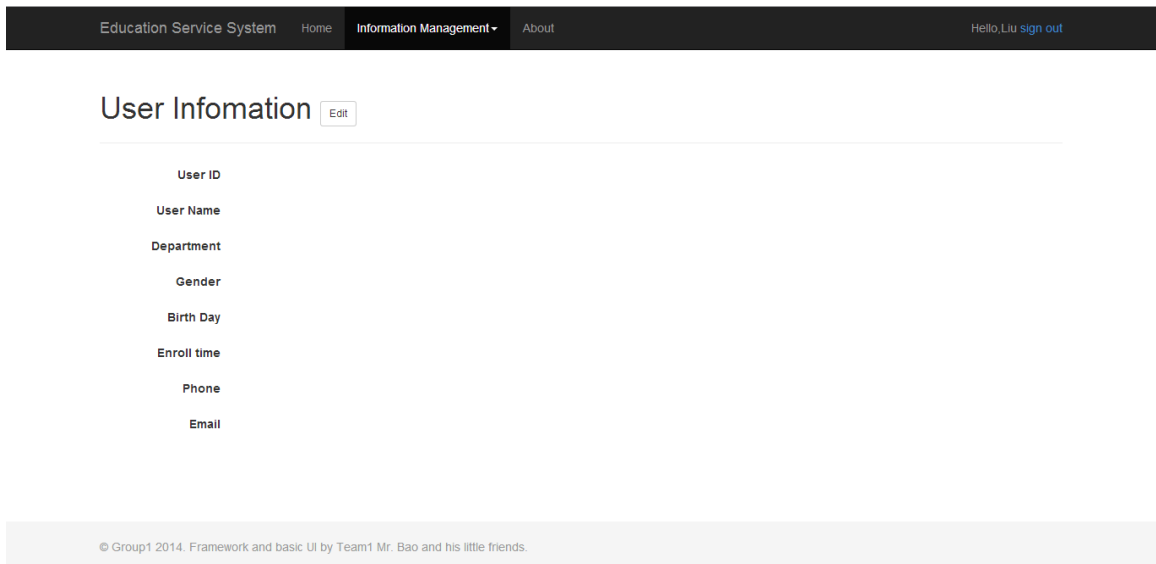 Education Service System Home Information Management About Hello,Liu sign out
User Infomation Edit
User ID
User Name
Department
Gender
Birth Day
Enroll time
Phone
Email
© Group1 2014. Framework and basic UI by Team1 Mr. Bao and his little friends.